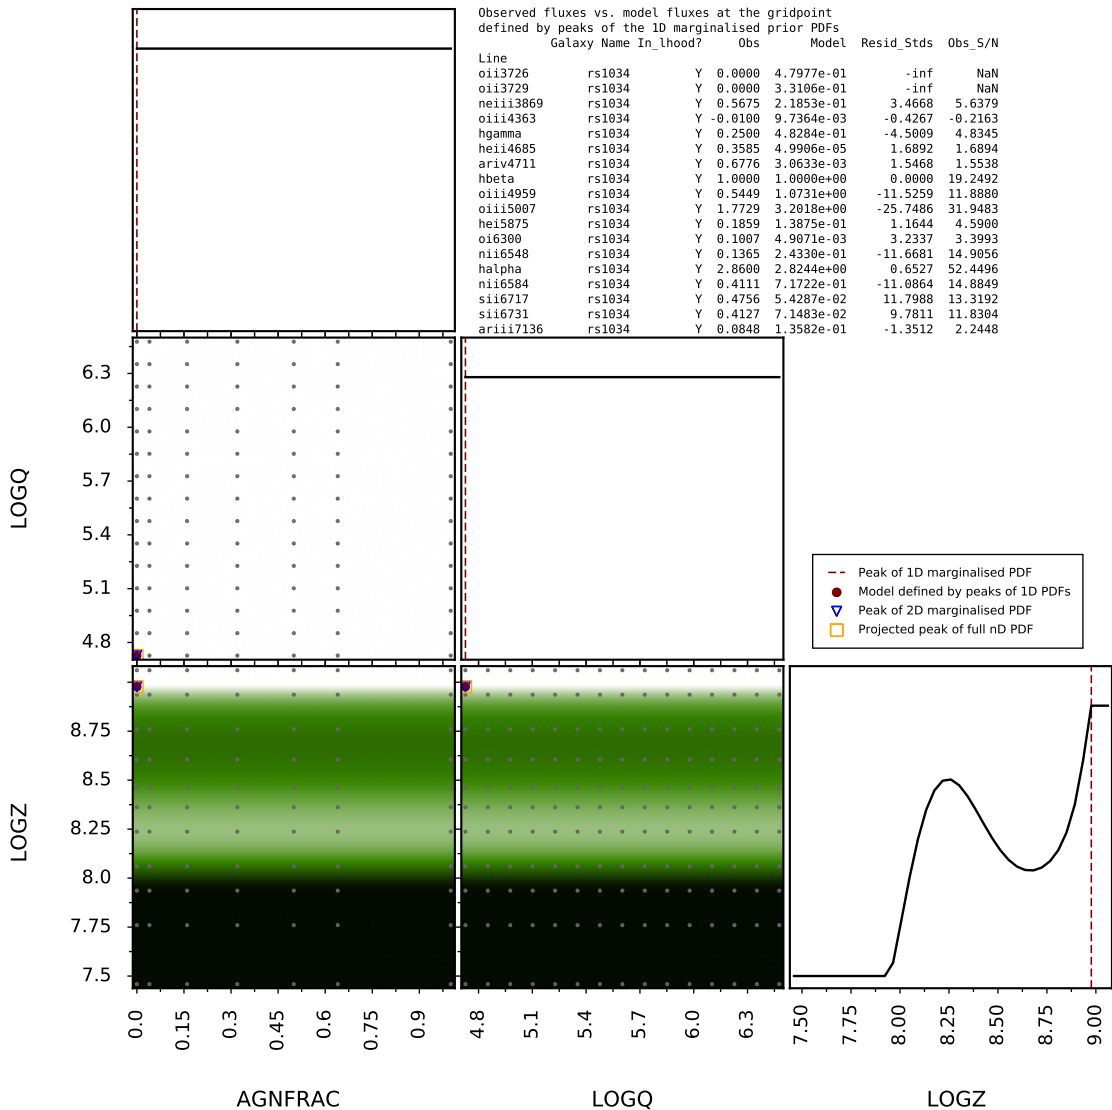 Observed fluxes vs. model fluxes at the gridpoint
defined by peaks of the 1D marginalised prior PDFs
Galaxy Name In_lhood? Obs Model Resid_Stds Obs_S/N
Line
oii3726 rs1034 Y 0.0000 4.7977e-01 -inf NaN
oii3729 rs1034 Y 0.0000 3.3106e-01 -inf NaN
neiii3869 rs1034 Y 0.5675 2.1853e-01 3.4668 5.6379
oiii4363 rs1034 Y -0.0100 9.7364e-03 -0.4267 -0.2163
hgamma rs1034 Y 0.2500 4.8284e-01 -4.5009 4.8345
heii4685 rs1034 Y 0.3585 4.9906e-05 1.6892 1.6894
ariv4711 rs1034 Y 0.6776 3.0633e-03 1.5468 1.5538
hbeta rs1034 Y 1.0000 1.0000e+00 0.0000 19.2492
oiii4959 rs1034 Y 0.5449 1.0731e+00 -11.5259 11.8880
oiii5007 rs1034 Y 1.7729 3.2018e+00 -25.7486 31.9483
hei5875 rs1034 Y 0.1859 1.3875e-01 1.1644 4.5900
oi6300 rs1034 Y 0.1007 4.9071e-03 3.2337 3.3993
nii6548 rs1034 Y 0.1365 2.4330e-01 -11.6681 14.9056
halpha rs1034 Y 2.8600 2.8244e+00 0.6527 52.4496
nii6584 rs1034 Y 0.4111 7.1722e-01 -11.0864 14.8849
sii6717 rs1034 Y 0.4756 5.4287e-02 11.7988 13.3192
sii6731 rs1034 Y 0.4127 7.1483e-02 9.7811 11.8304
ariii7136 rs1034 Y 0.0848 1.3582e-01 -1.3512 2.2448
LOGQ
6.3
6.0
5.7
5.4
5.1
4.8
Peak of 1D marginalised PDF
Model defined by peaks of 1D PDFs
Peak of 2D marginalised PDF
Projected peak of full nD PDF
LOGZ
8.75
8.5
8.25
8.0
7.75
7.5
0.0 0.15 0.3 0.45 0.6 0.75 0.9
4.8 5.1 5.4 5.7 6.0 6.3
7.50 7.75 8.00 8.25 8.50 8.75 9.00
AGNFRAC LOGQ LOGZ